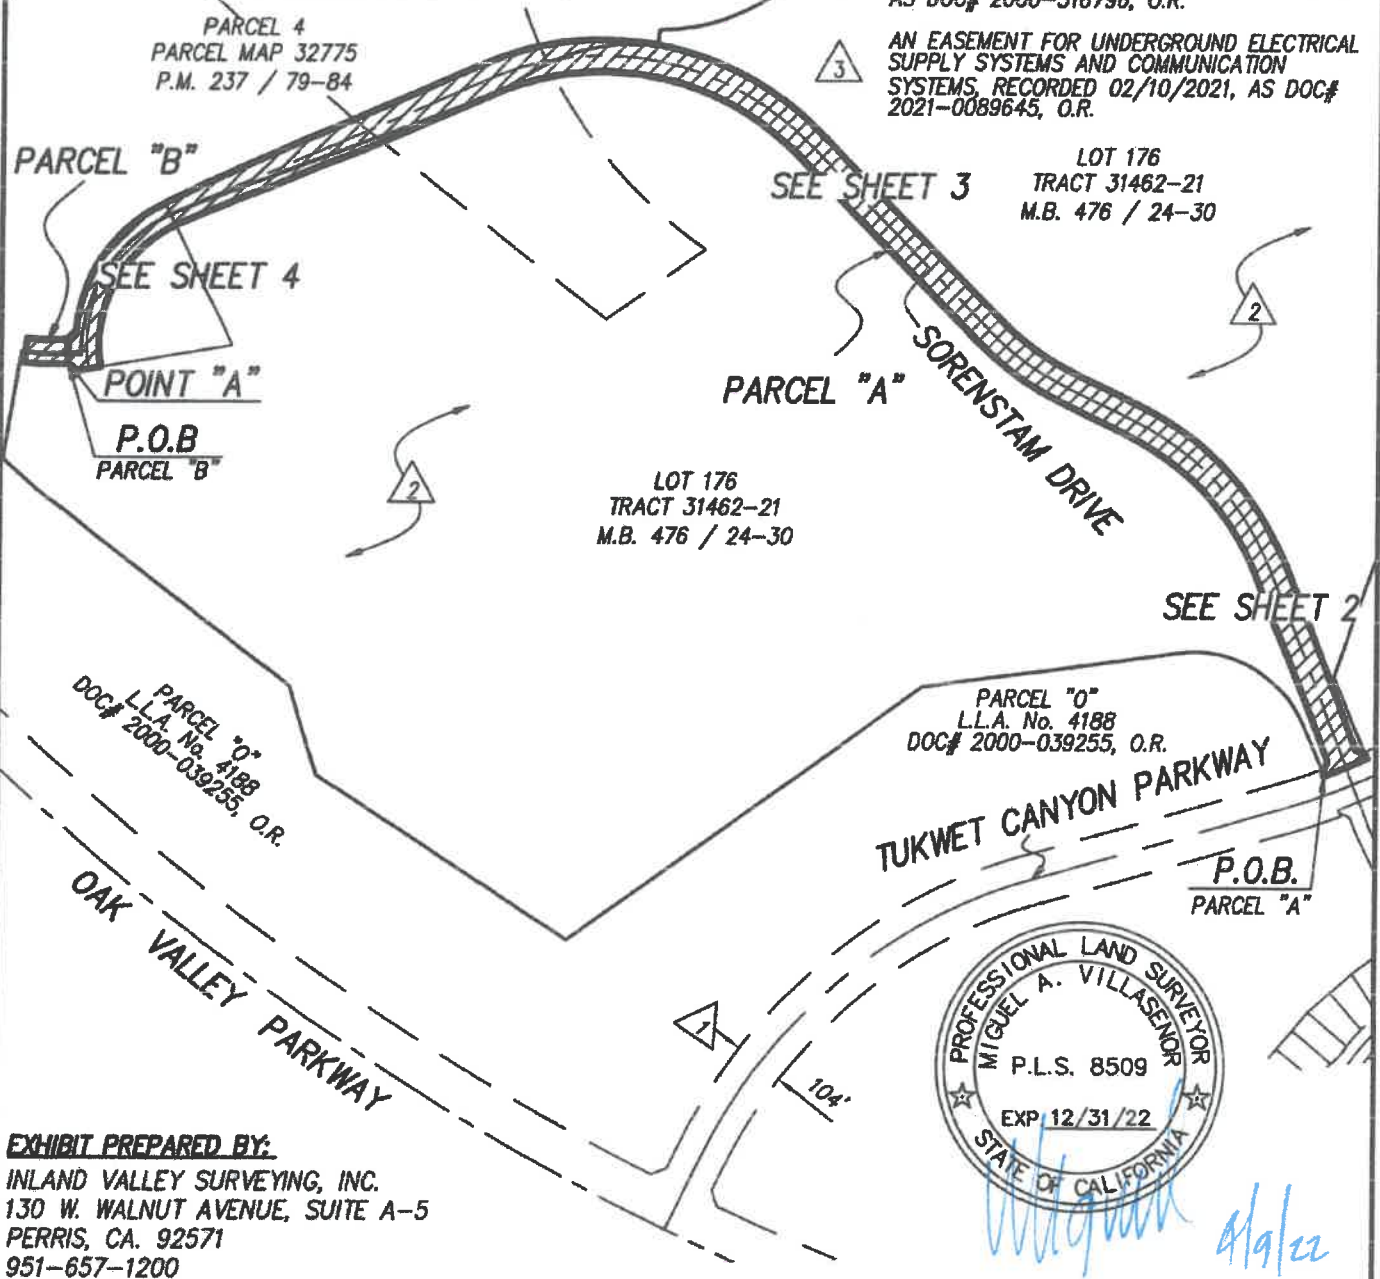 AS DOC# 2000-316796, O.R.
PARCEL 4
PARCEL MAP 32775
P.M. 237 / 79-84
3
AN EASEMENT FOR UNDERGROUND ELECTRICAL
SUPPLY SYSTEMS AND COMMUNICATION
SYSTEMS, RECORDED 02/10/2021, AS DOC#
2021-0089645, O.R.
PARCEL "B"
LOT 176
TRACT 31462-21
M.B. 476 / 24-30
SEE SHEET 3
SEE SHEET 4
2
SORENSTAM DRIVE
POINT "A"
PARCEL "A"
P.O.B
PARCEL "B"
2
LOT 176
TRACT 31462-21
M.B. 476 / 24-30
SEE SHEET 2
PARCEL "O"
L.L.A. No. 4188
DOC# 2000-039255, O.R.
PARCEL "O"
L.L.A. No. 4188
DOC# 2000-039255, O.R.
TUKWET CANYON PARKWAY
P.O.B.
PARCEL "A"
OAK VALLEY PARKWAY
1
104'
PROFESSIONAL LAND SURVEYOR
MIGUEL A. VILLASENOR
P.L.S. 8509
EXP 12/31/22
STATE OF CALIFORNIA
EXHIBIT PREPARED BY:
INLAND VALLEY SURVEYING, INC.
130 W. WALNUT AVENUE, SUITE A-5
PERRIS, CA. 92571
951-657-1200